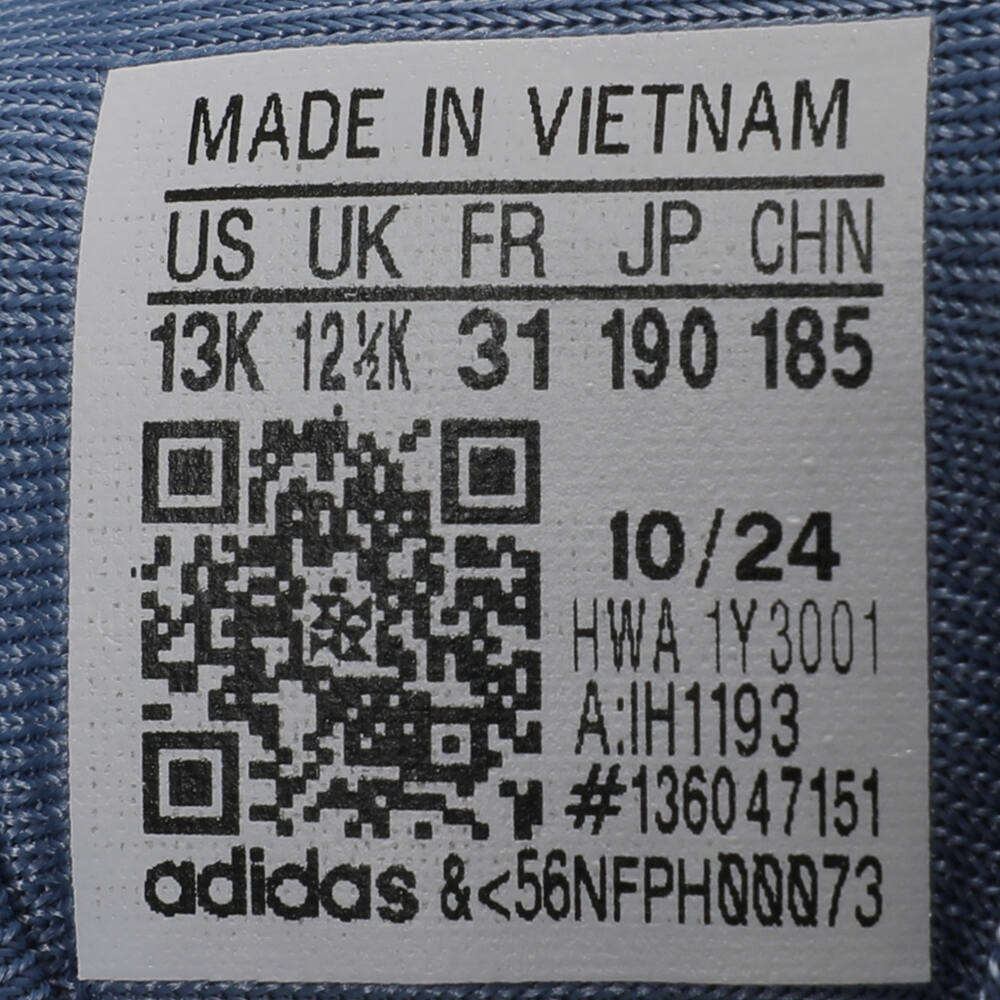 MADE IN VIETNAM
US UK FR JP CHN
13K 12½K 31 190 185
10/24
HWA 1Y3001
A:IH1193
#136047151
adidas &<56NFPH00073